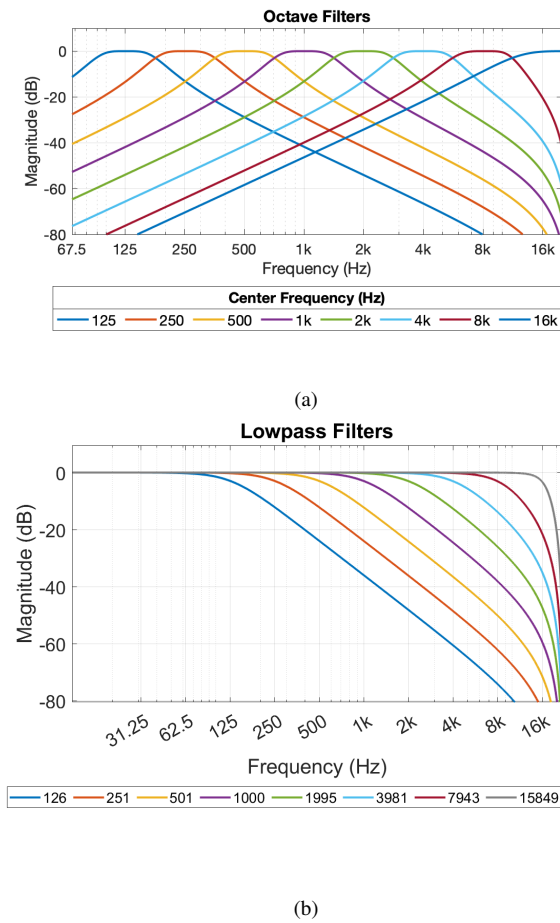 Octave Filters
0
-20
-40
-60
-80
Magnitude (dB)
67.5 125 250 500 1k 2k 4k 8k 16k
Frequency (Hz)
Center Frequency (Hz)
125 250 500 1k 2k 4k 8k 16k
(a)
Lowpass Filters
0
-20
-40
-60
-80
Magnitude (dB)
31.25 62.5 125 250 500 1k 2k 4k 8k 16k
Frequency (Hz)
126 251 501 1000 1995 3981 7943 15849
(b)